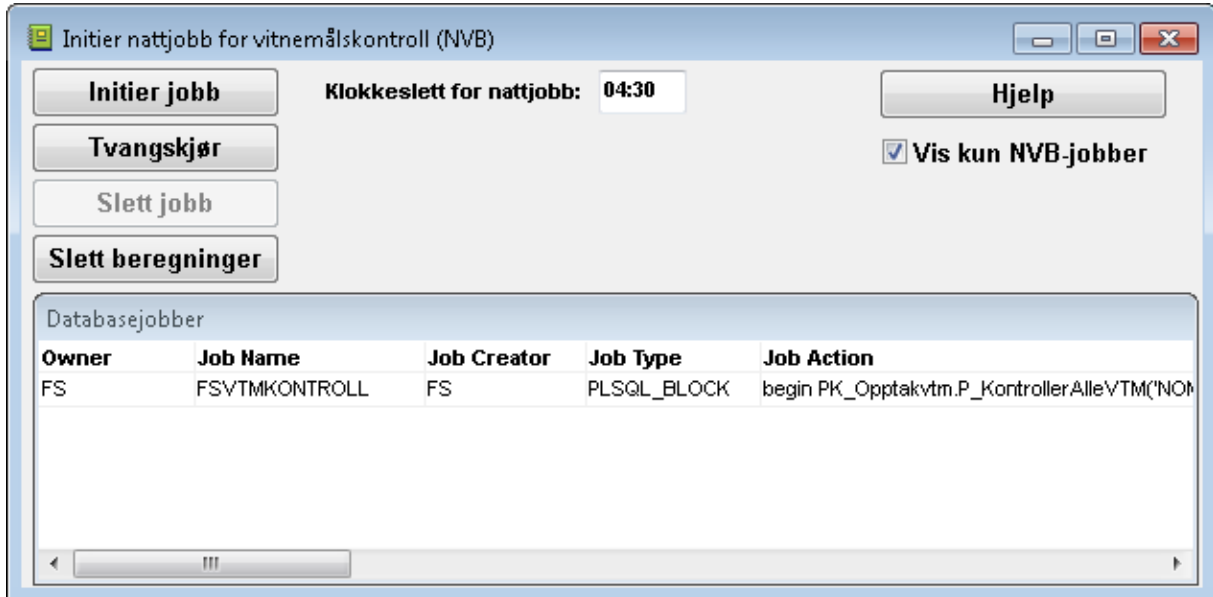 Initier nattjobb for vitnemålskontroll (NVB)
Initier jobb Klokkeslett for nattjobb: 04:30 Hjelp
Tvangskjør Vis kun NVB-jobber
Slett jobb
Slett beregninger
Databasejobber
Owner Job Name Job Creator Job Type Job Action
FS FSVTMKONTROLL FS PLSQL_BLOCK begin PK_Opptakvtm.P_KontrollerAlleVTM('NOM